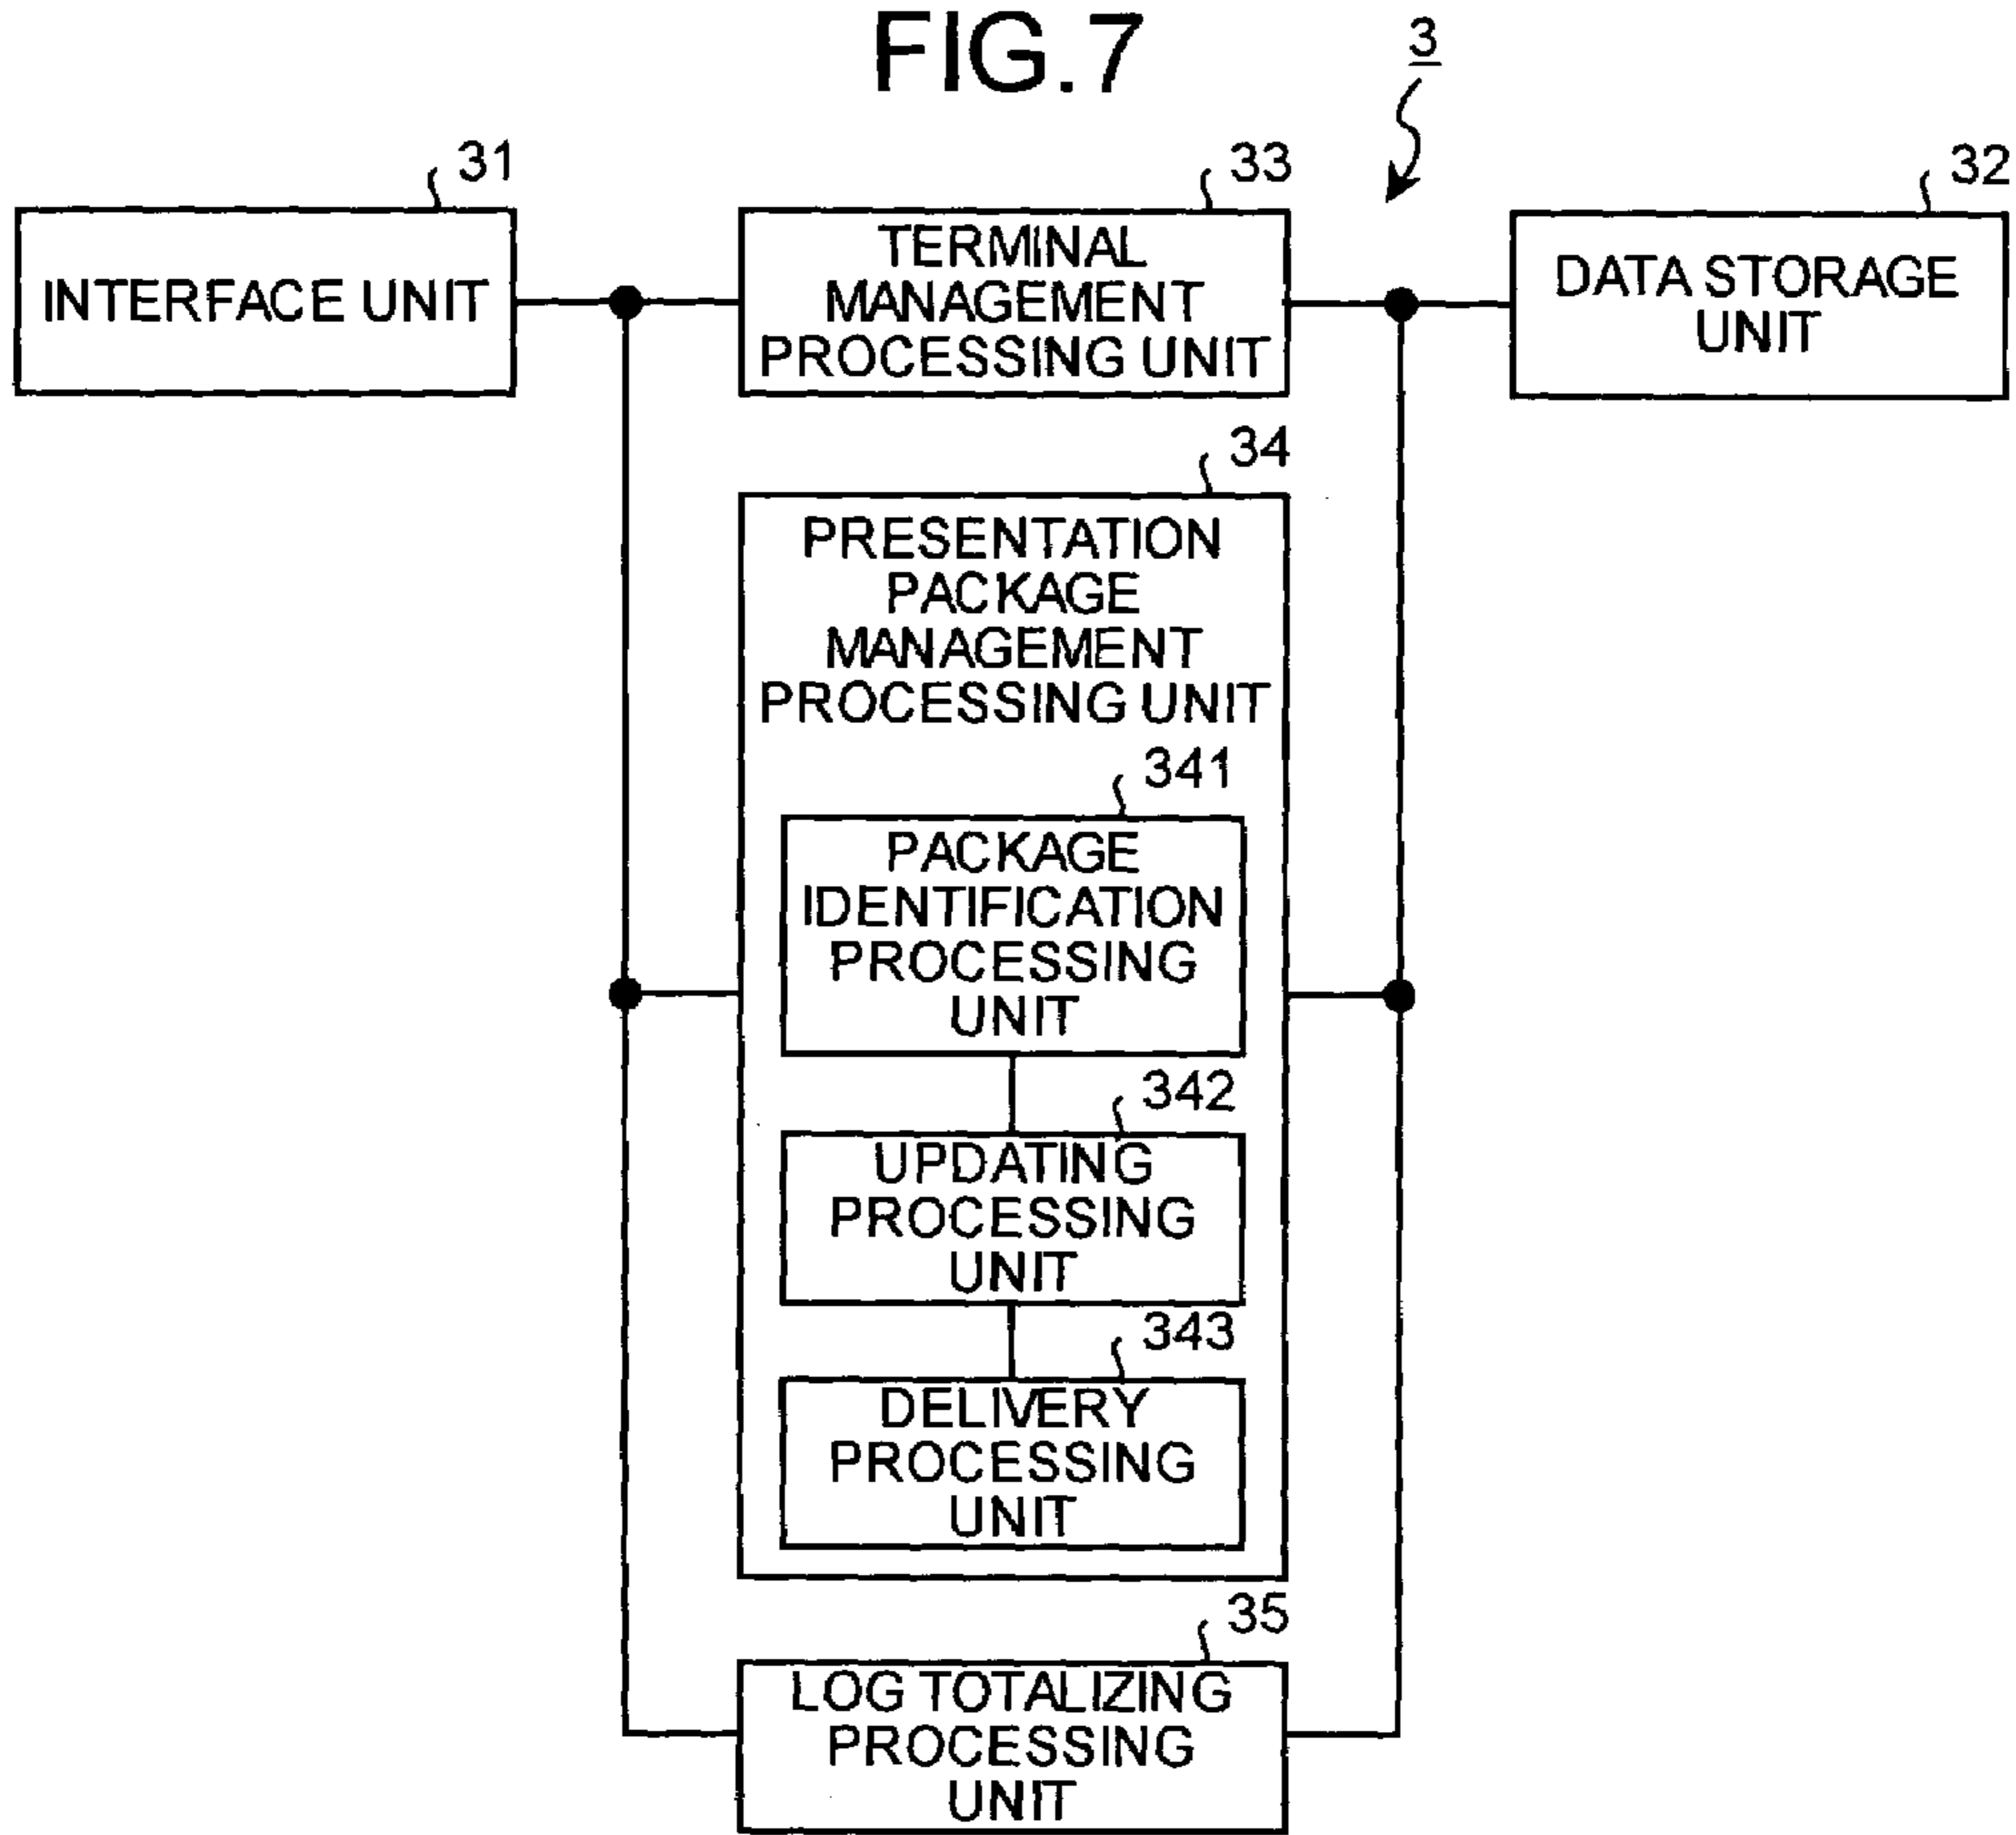 FIG.7
3
31
INTERFACE UNIT
33
TERMINAL
MANAGEMENT
PROCESSING UNIT
32
DATA STORAGE
UNIT
34
PRESENTATION
PACKAGE
MANAGEMENT
PROCESSING UNIT
341
PACKAGE
IDENTIFICATION
PROCESSING
UNIT
342
UPDATING
PROCESSING
UNIT
343
DELIVERY
PROCESSING
UNIT
35
LOG TOTALIZING
PROCESSING
UNIT